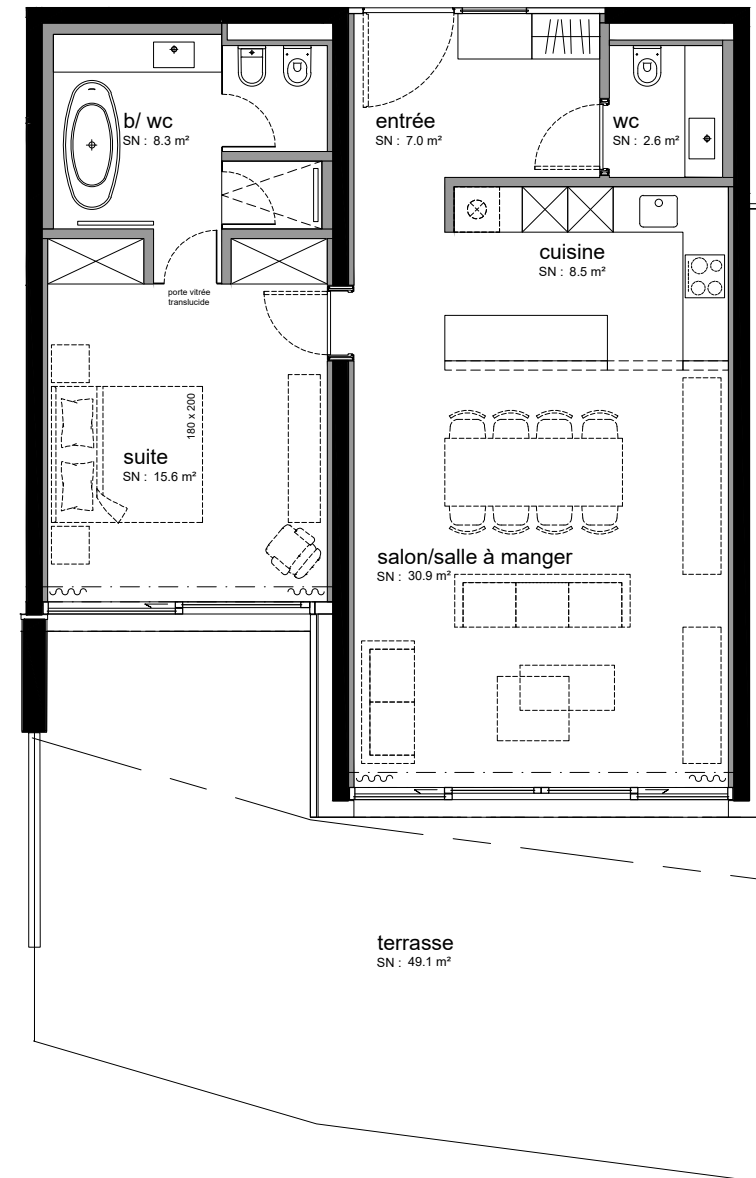 b/ wc
SN : 8.3 m²
entrée
SN : 7.0 m²
wc
SN : 2.6 m²
cuisine
SN : 8.5 m²
porte vitrée
translucide
180 x 200
suite
SN : 15.6 m²
salon/salle à manger
SN : 30.9 m²
terrasse
SN : 49.1 m²